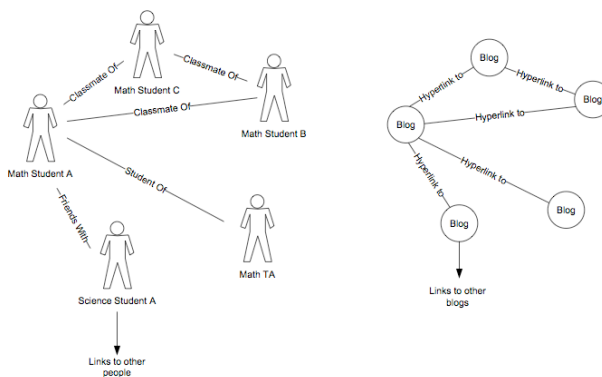 Classmate Of
Classmate Of
Math Student C
Classmate Of
Math Student B
Math Student A
Student Of
Friends With
Math TA
Science Student A
Links to other
people
Blog
Hyperlink to
Hyperlink to
Blog
Hyperlink to
Blog
Hyperlink to
Hyperlink to
Blog
Blog
Links to other
blogs